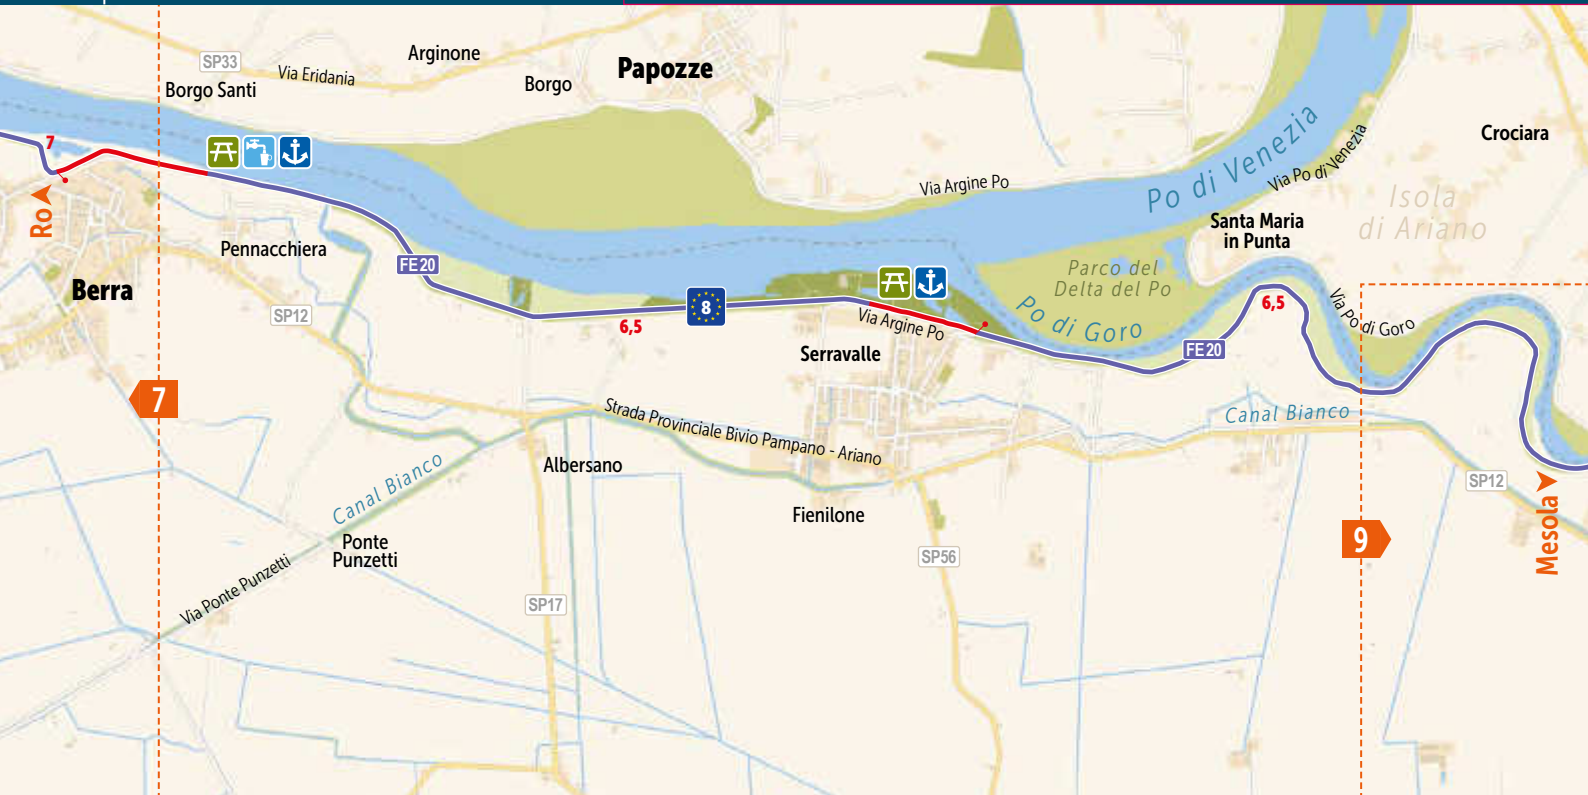 Arginone
SP33
Via Eridania
Borgo Santi
Borgo
Papozze
Crociara
7
Po di Venezia
Via Po di Venezia
Via Argine Po
Ro
Isola
di Ariano
Santa Maria
in Punta
Pennacchiera
FE20
Parco del
Delta del Po
Berra
SP12
8
6,5
Via Argine Po
Po di Goro
6,5
Via Po di Goro
Serravalle
FE20
7
Strada Provinciale Bivio Pampano - Ariano
Canal Bianco
Canal Bianco
Albersano
SP12
Mesola
Fienilone
Ponte
Punzetti
9
SP56
Via Ponte Punzetti
SP17